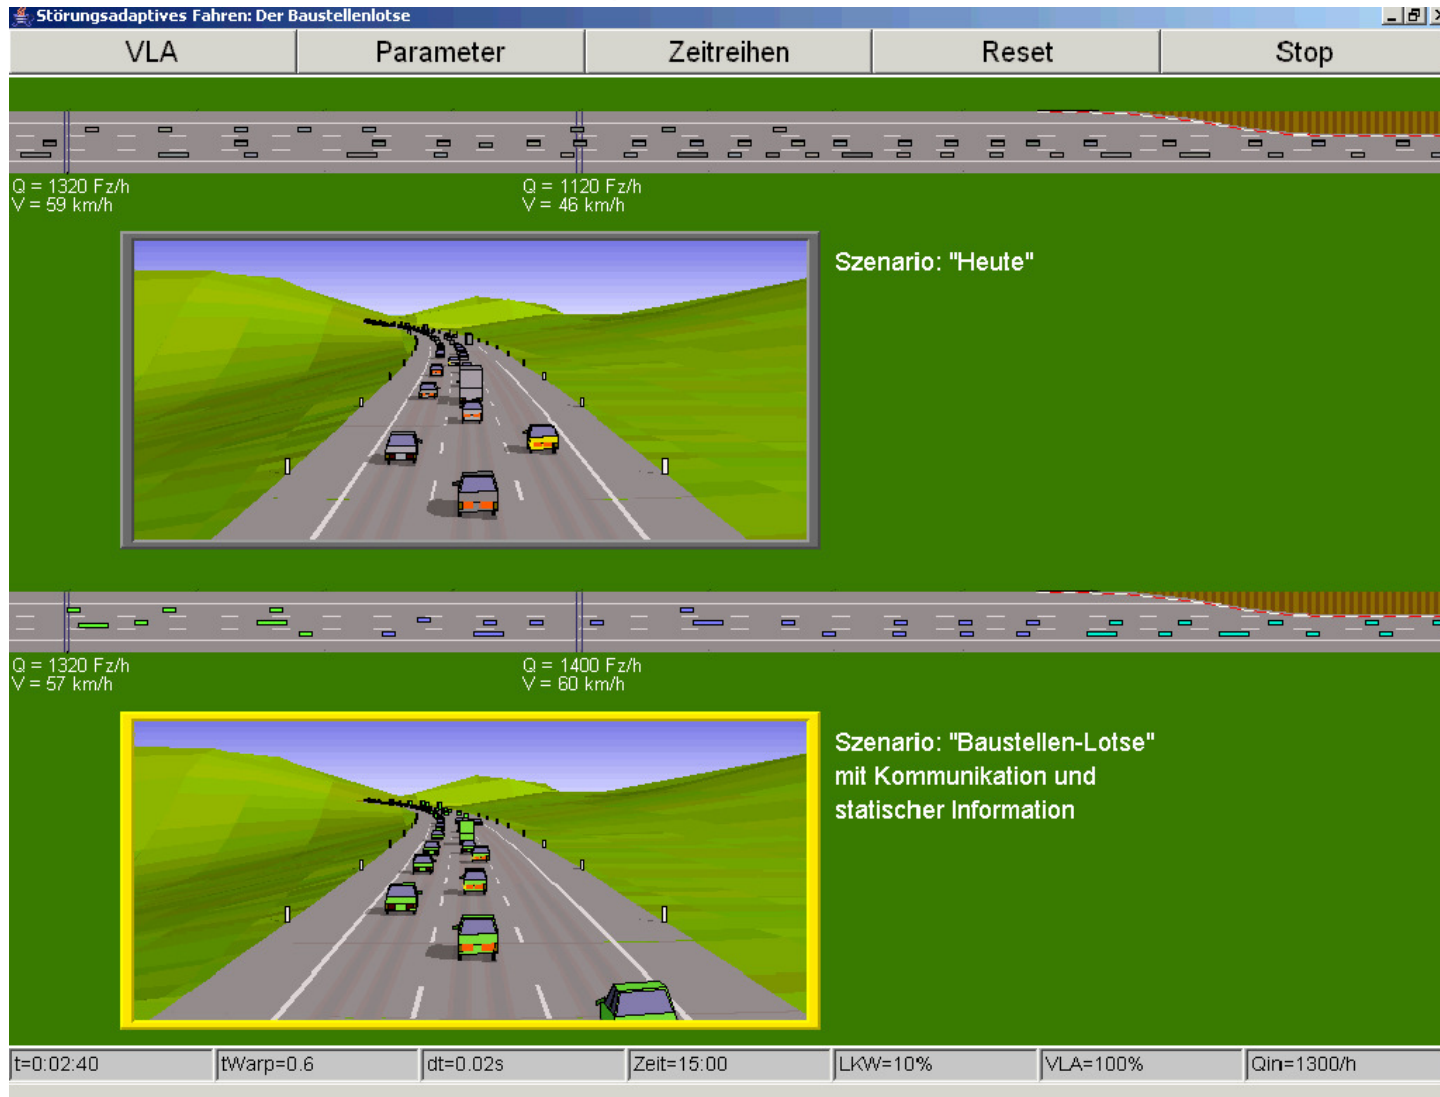 Störungsadaptives Fahren: Der Baustellenlotse
VLA Parameter Zeitreihen Reset Stop
Q = 1320 Fz/h Q = 1120 Fz/h
V = 59 km/h V = 46 km/h
Szenario: "Heute"
Q = 1320 Fz/h Q = 1400 Fz/h
V = 57 km/h V = 60 km/h
Szenario: "Baustellen-Lotse"
mit Kommunikation und
statischer Information
t=0:02:40 tWarp=0.6 dt=0.02s Zeit=15:00 LKW=10% VLA=100% Qin=1300/h